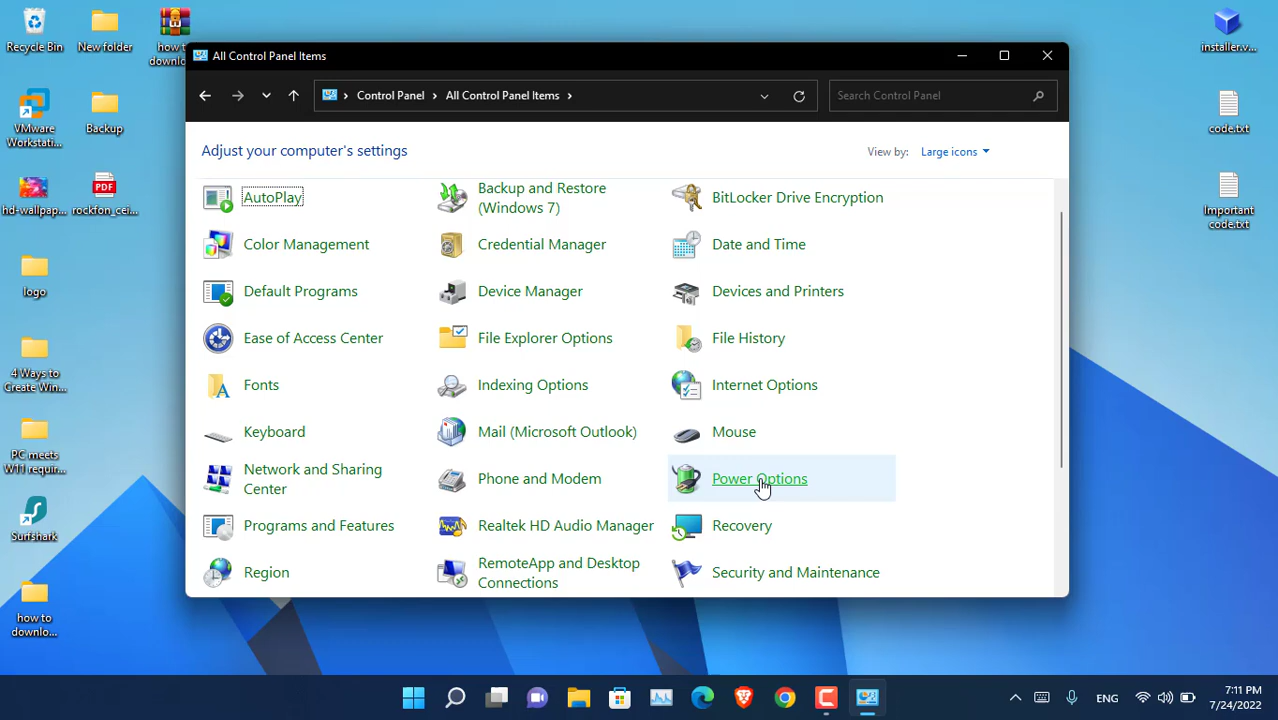 Recycle Bin
New folder
how to
downlo...
VMware
Workstati...
Backup
hd-wallpap...
PDF
rockfon_cei...
logo
4 Ways to
Create Win...
PC meets
W11 requir...
Surfshark
how to
downlo...
All Control Panel Items
Control Panel
All Control Panel Items
Search Control Panel
Adjust your computer's settings
View by:
Large icons
AutoPlay
Backup and Restore
(Windows 7)
BitLocker Drive Encryption
Color Management
Credential Manager
Date and Time
Default Programs
Device Manager
Devices and Printers
Ease of Access Center
File Explorer Options
File History
Fonts
Indexing Options
Internet Options
Keyboard
Mail (Microsoft Outlook)
Mouse
Network and Sharing
Center
Phone and Modem
Power Options
Programs and Features
Realtek HD Audio Manager
Recovery
Region
RemoteApp and Desktop
Connections
Security and Maintenance
installer.v...
code.txt
Important
code.txt
ENG
7:11 PM
7/24/2022